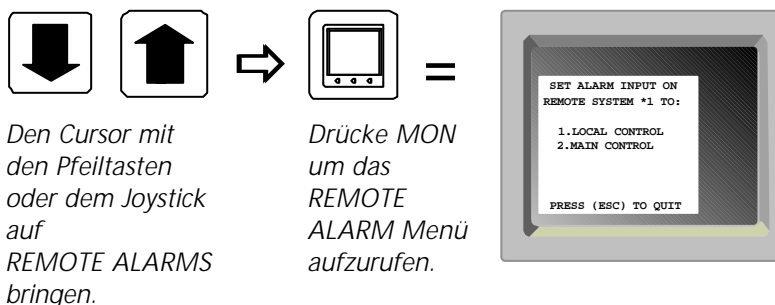 Den Cursor mit
den Pfeiltasten
oder dem Joystick
auf
REMOTE ALARMS
bringen.
Drücke MON
um das
REMOTE
ALARM Menü
aufzurufen.
=
SET ALARM INPUT ON
REMOTE SYSTEM *1 TO:
1.LOCAL CONTROL
2.MAIN CONTROL
PRESS (ESC) TO QUIT